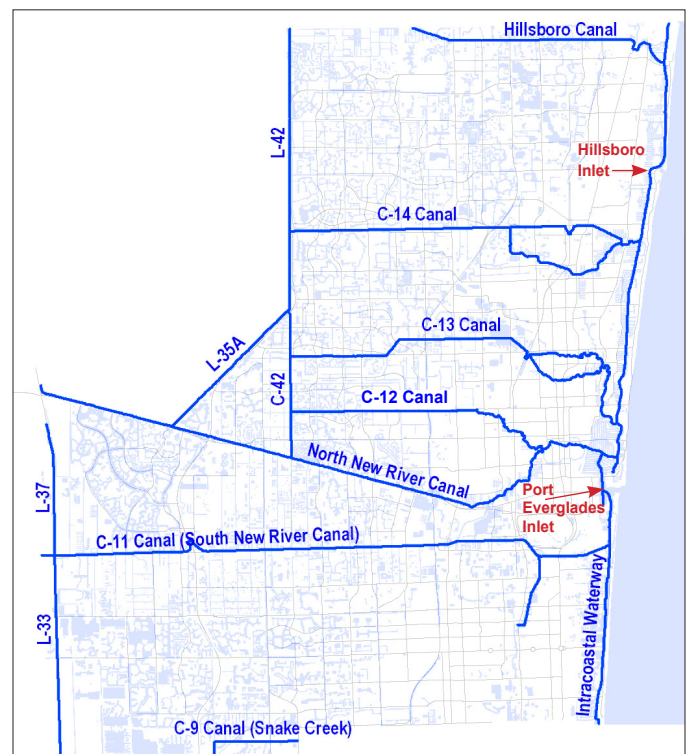 Hillsboro Canal
L-42
Hillsboro
Inlet
C-14 Canal
L-35A
C-13 Canal
C-42
C-12 Canal
North New River Canal
L-37
Port
Everglades
Inlet
C-11 Canal (South New River Canal)
L-33
Intracoastal Waterway
C-9 Canal (Snake Creek)